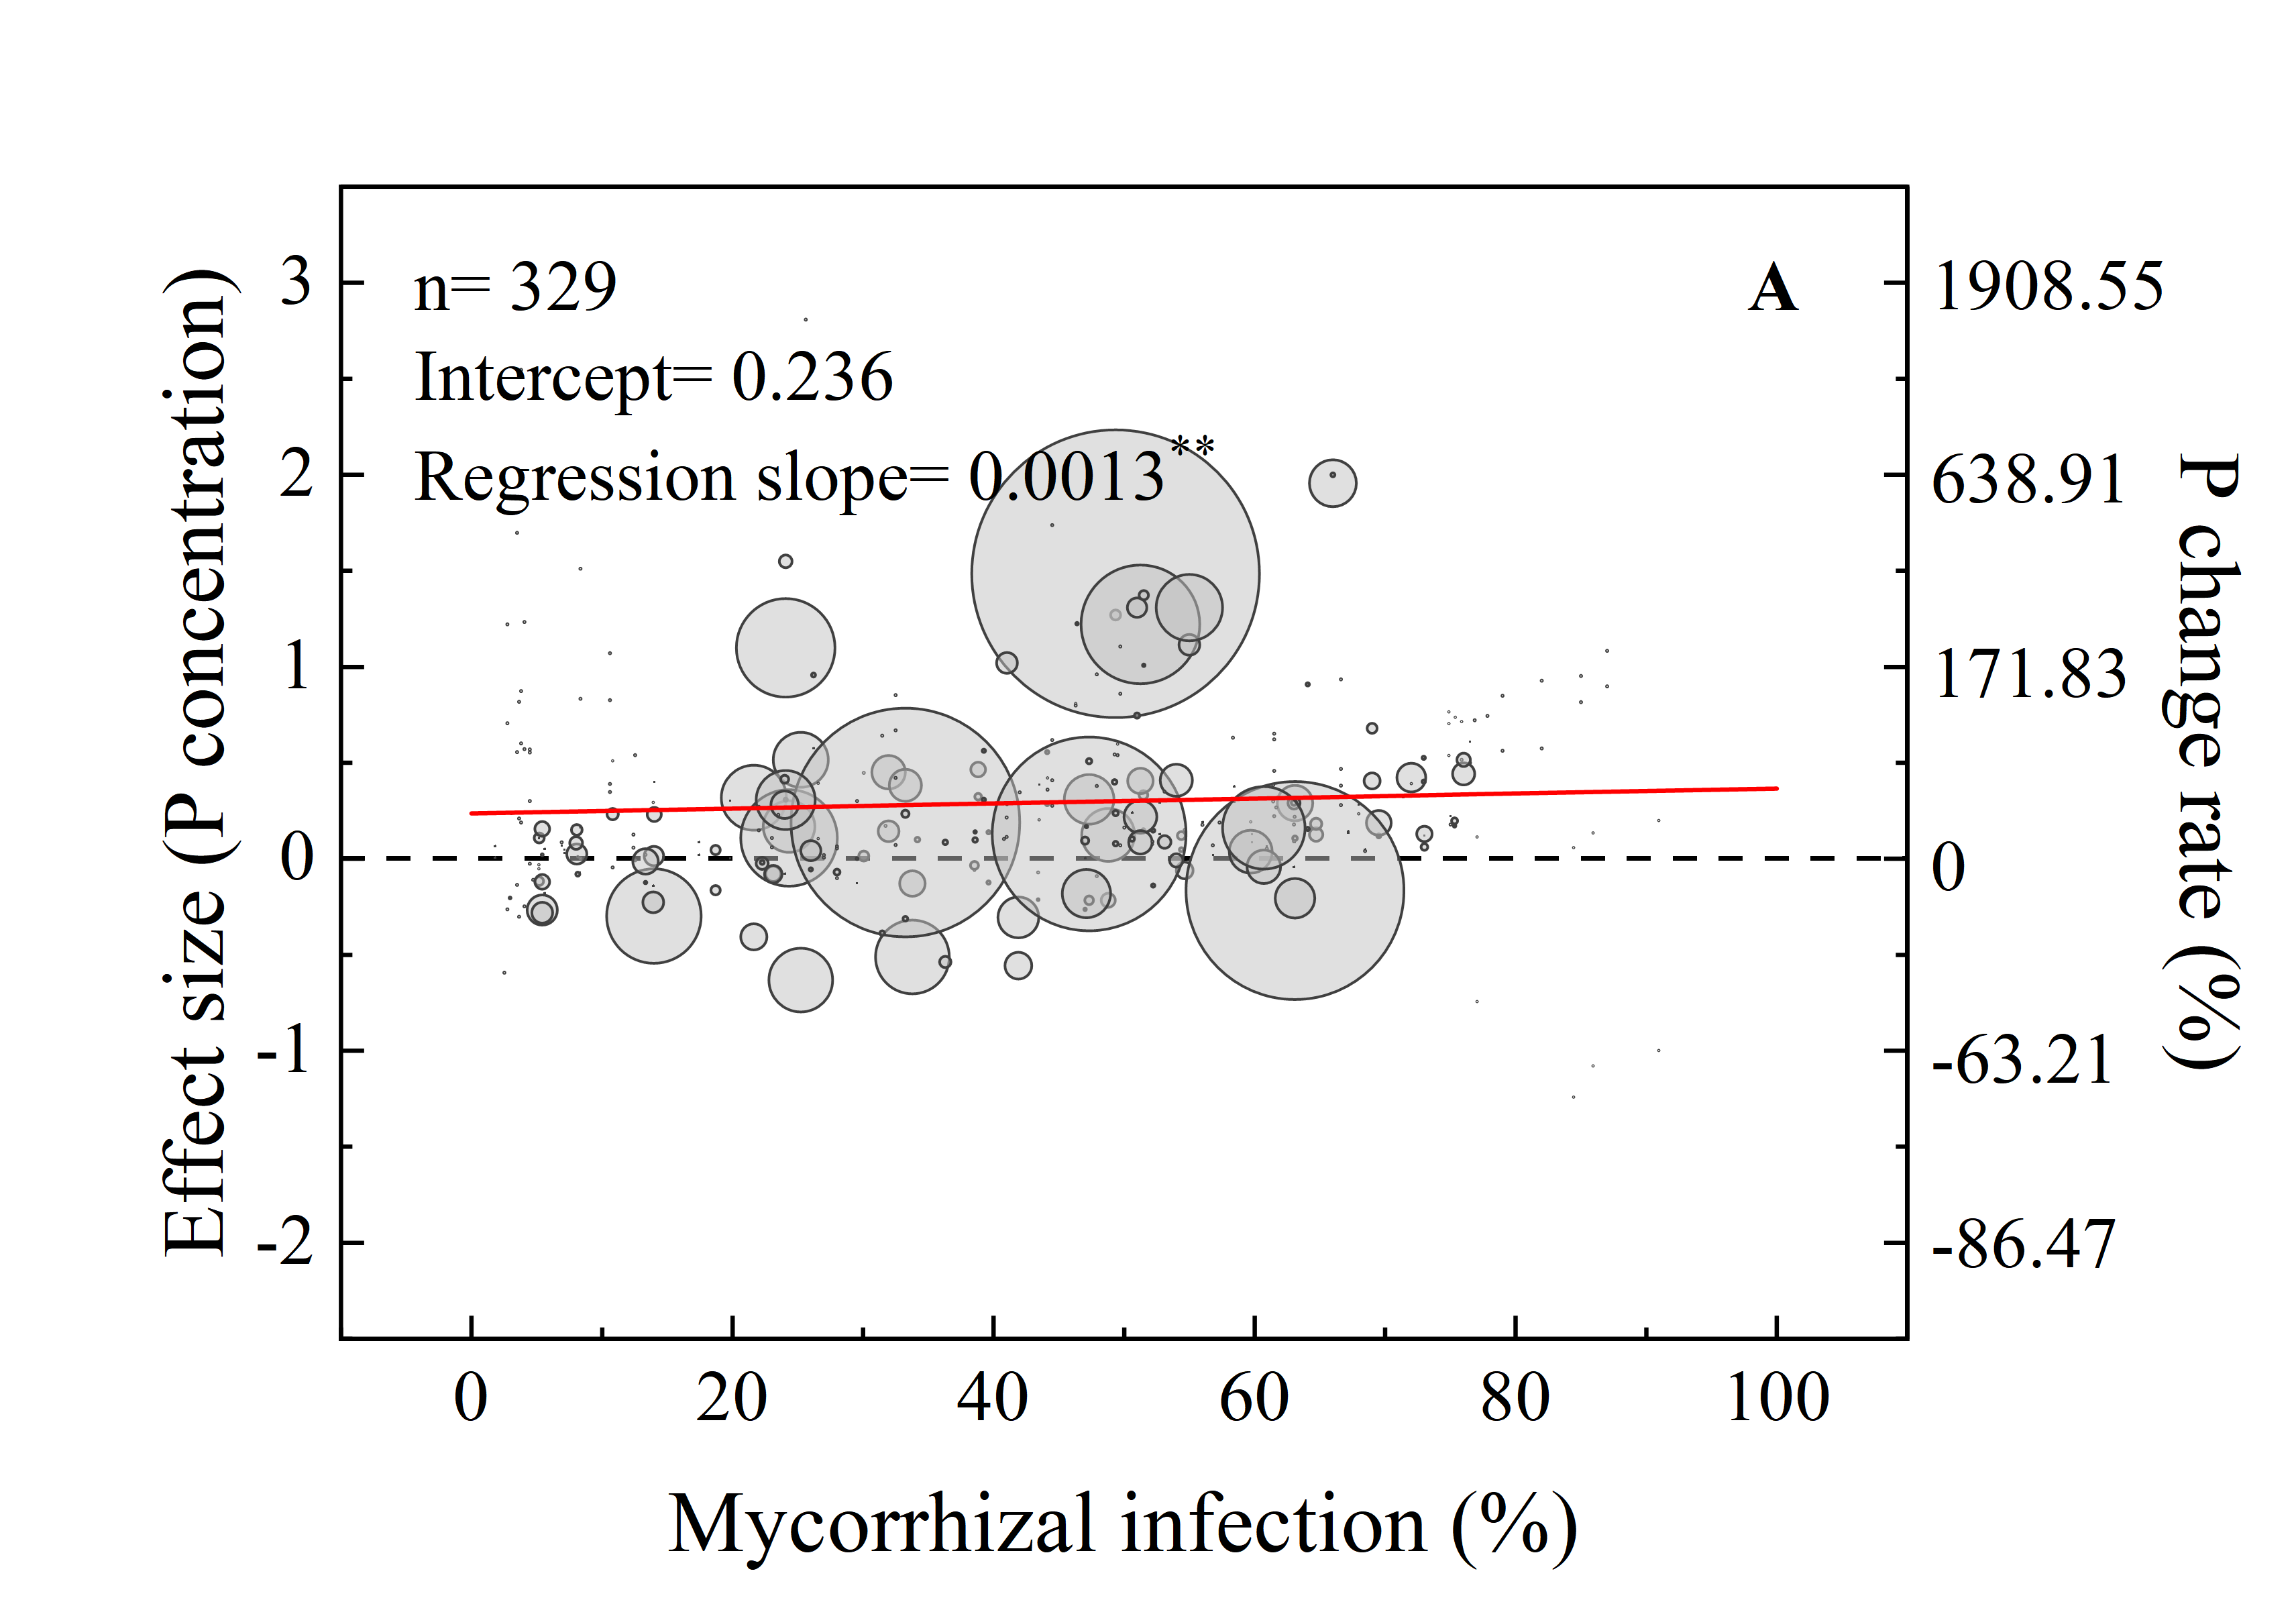 n= 329
A
Intercept= 0.236
Regression slope= 0.0013**
Effect size (P concentration)
3
2
1
0
-1
-2
1908.55
638.91
171.83
0
-63.21
-86.47
P change rate (%)
0 20 40 60 80 100
Mycorrhizal infection (%)